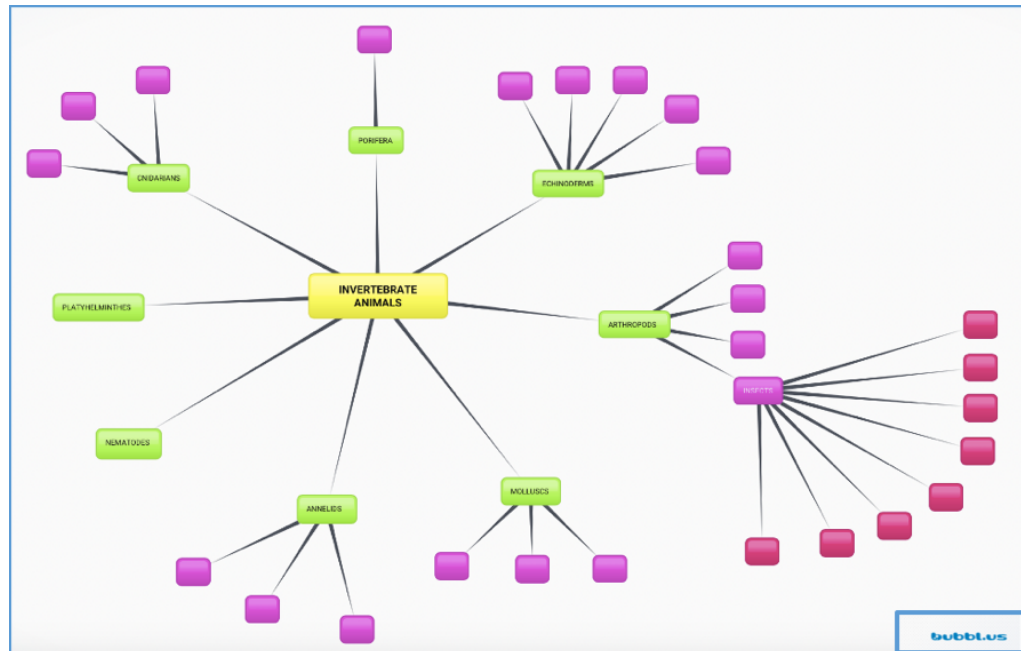 PORIFERA
CNIDARIANS
ECHINODERMS
INVERTEBRATE
ANIMALS
PLATYHELMINTHES
ARTHROPODS
INSECTS
NEMATODES
MOLLUSCS
ANNELIDS
bubbl.us